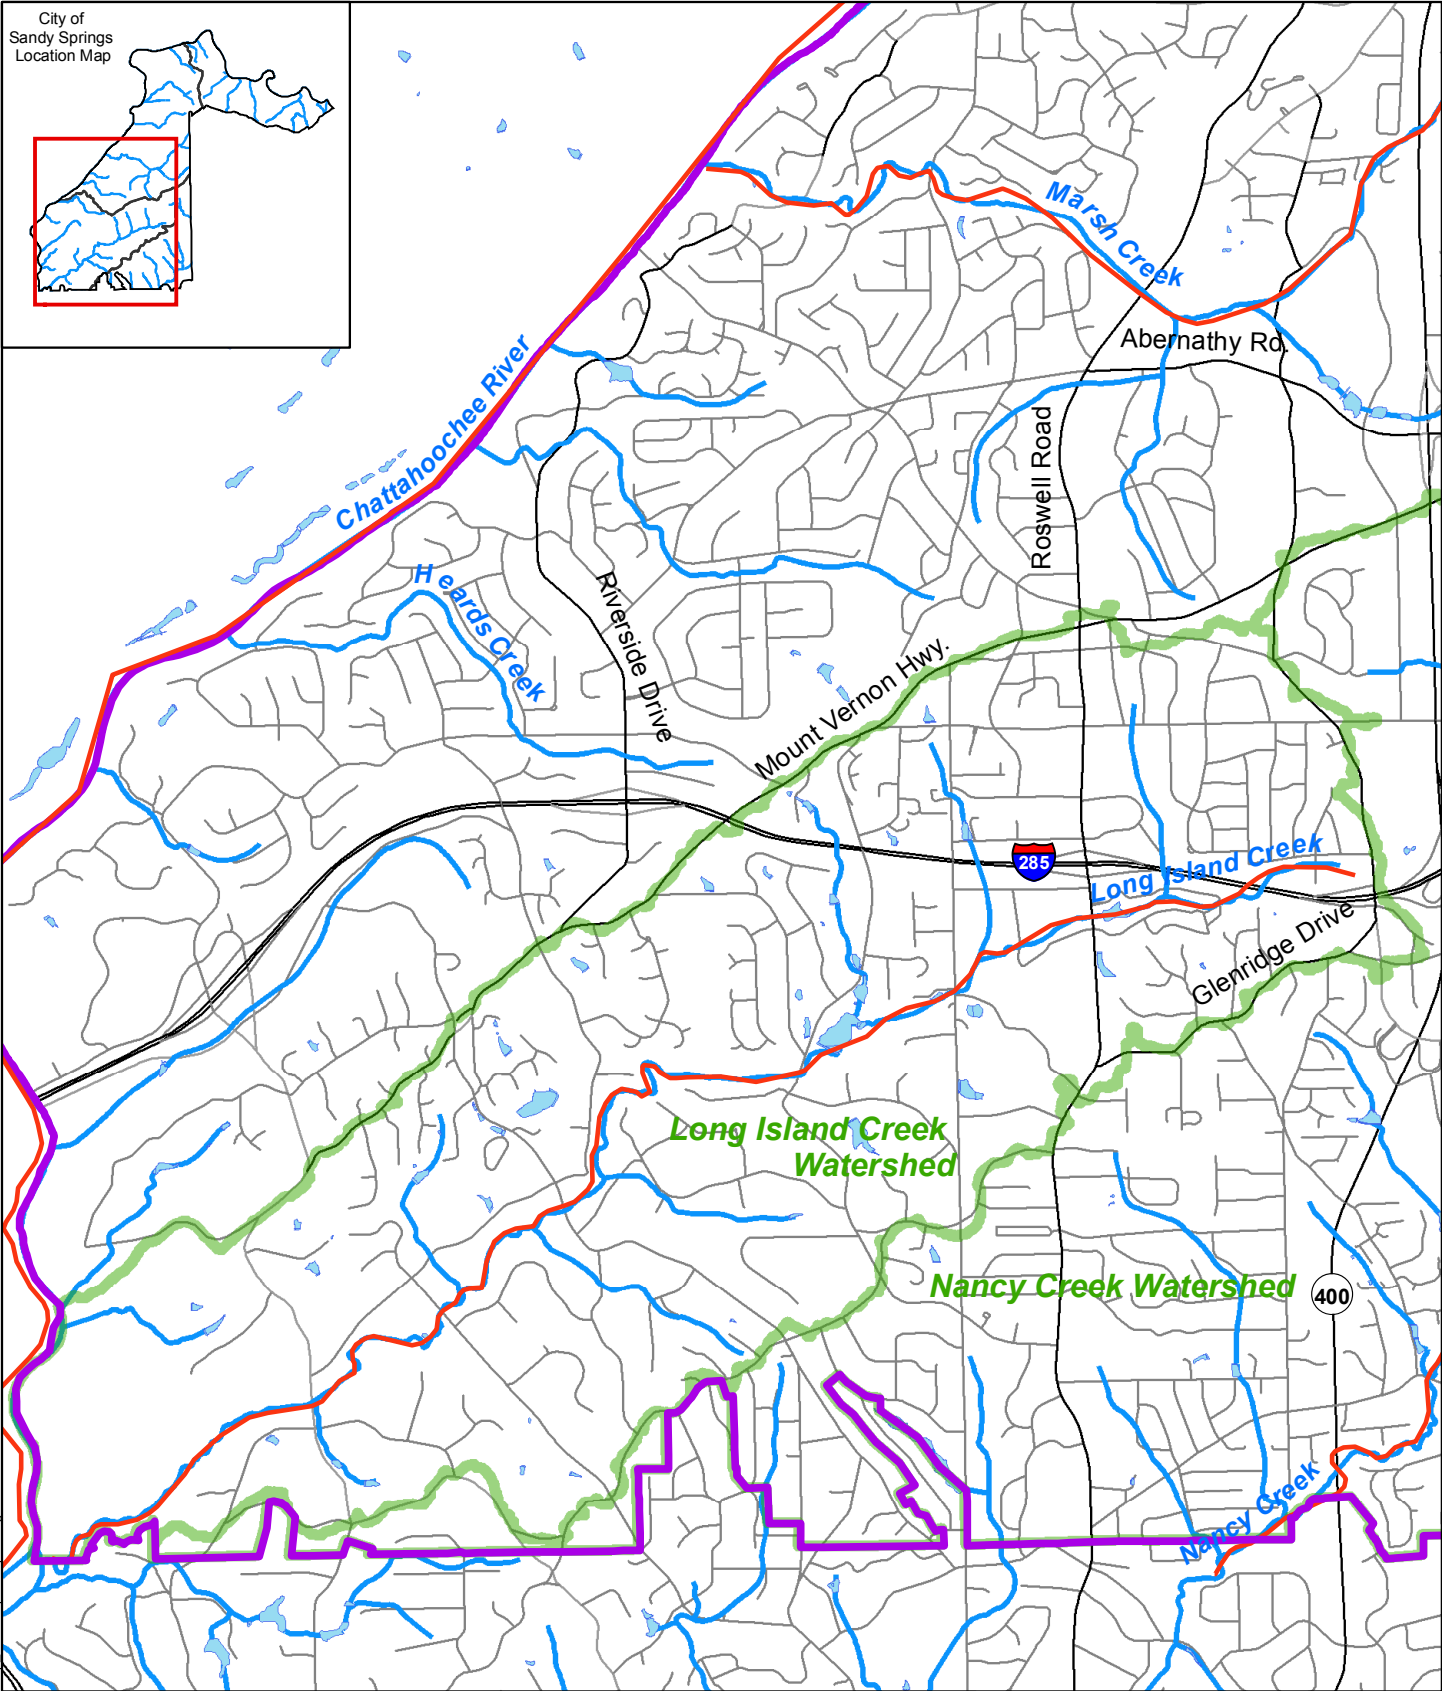 City of
Sandy Springs
Location Map
Marsh Creek
Abernathy Rd.
Chattahoochee River
Roswell Road
Heards Creek
Riverside Drive
Mount Vernon Hwy.
285
Long Island Creek
Glenridge Drive
Long Island Creek
Watershed
Nancy Creek Watershed
400
Nancy Creek